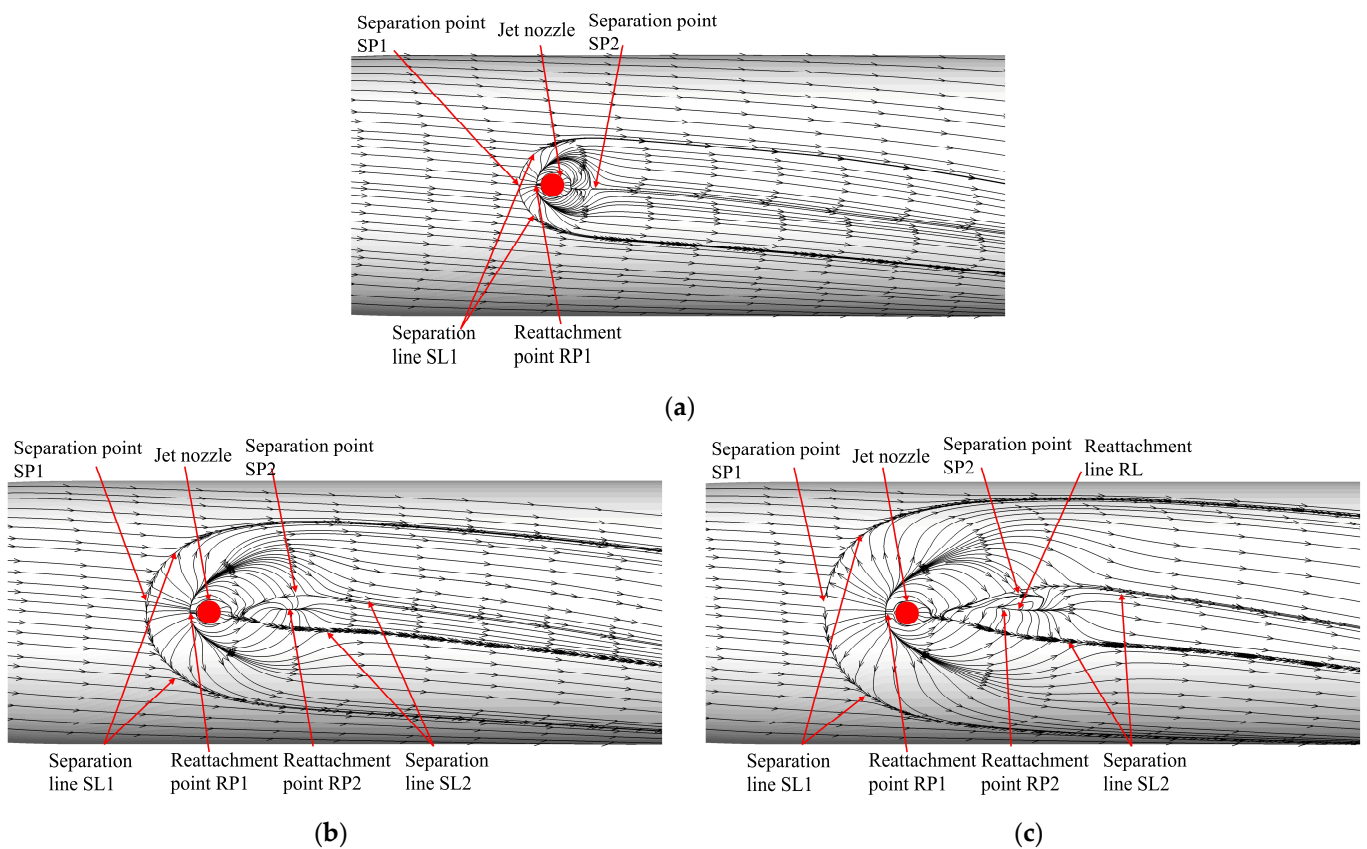 Separation point
SP1
Jet nozzle
Separation point
SP2
Separation
line SL1
Reattachment
point RP1
(a)
Separation point
SP1
Jet nozzle
Separation point
SP2
Separation
line SL1
Reattachment
point RP1
Reattachment
point RP2
Separation
line SL2
(b)
Separation point
SP1
Jet nozzle
Separation point
SP2
Reattachment
line RL
Separation
line SL1
Reattachment
point RP1
Reattachment
point RP2
Separation
line SL2
(c)